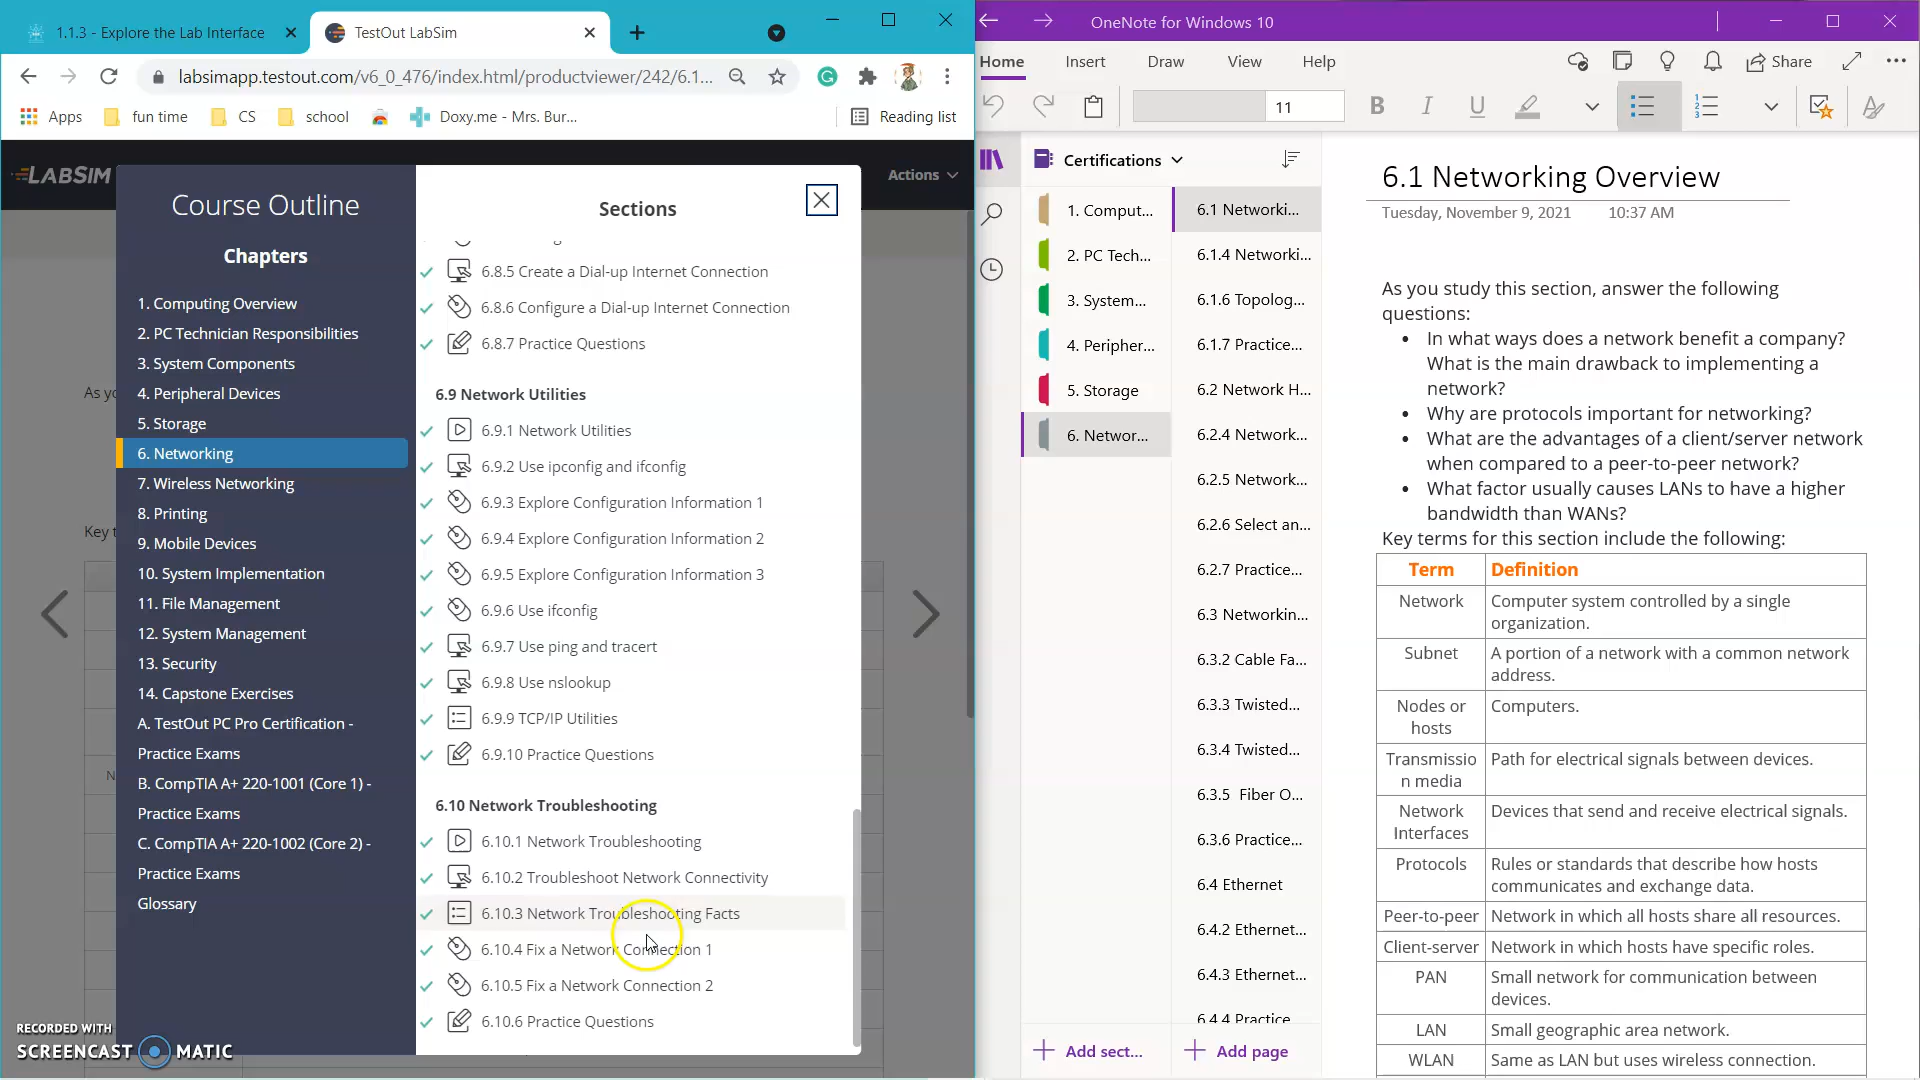 1.1.3 - Explore the Lab Interface
TestOut LabSim
labsimapp.testout.com/v6_0_476/index.html/productviewer/242/6.1...
Apps
fun time
CS
school
Doxy.me - Mrs. Bur...
Reading list
LABSIM
Actions
As yo
Key t
N
Course Outline
Chapters
1. Computing Overview
2. PC Technician Responsibilities
3. System Components
4. Peripheral Devices
5. Storage
6. Networking
7. Wireless Networking
8. Printing
9. Mobile Devices
10. System Implementation
11. File Management
12. System Management
13. Security
14. Capstone Exercises
A. TestOut PC Pro Certification -
Practice Exams
B. CompTIA A+ 220-1001 (Core 1) -
Practice Exams
C. CompTIA A+ 220-1002 (Core 2) -
Practice Exams
Glossary
Sections
6.8.5 Create a Dial-up Internet Connection
6.8.6 Configure a Dial-up Internet Connection
6.8.7 Practice Questions
6.9 Network Utilities
6.9.1 Network Utilities
6.9.2 Use ipconfig and ifconfig
6.9.3 Explore Configuration Information 1
6.9.4 Explore Configuration Information 2
6.9.5 Explore Configuration Information 3
6.9.6 Use ifconfig
6.9.7 Use ping and tracert
6.9.8 Use nslookup
6.9.9 TCP/IP Utilities
6.9.10 Practice Questions
6.10 Network Troubleshooting
6.10.1 Network Troubleshooting
6.10.2 Troubleshoot Network Connectivity
6.10.3 Network Troubleshooting Facts
6.10.4 Fix a Network Connection 1
6.10.5 Fix a Network Connection 2
6.10.6 Practice Questions
RECORDED WITH
SCREENCAST MATIC
OneNote for Windows 10
Home
Insert
Draw
View
Help
Share
11
B
I
U
A
Certifications
1. Comput...
2. PC Tech...
3. System...
4. Peripher...
5. Storage
6. Networ...
Add sect...
6.1 Networki...
6.1.4 Networki...
6.1.6 Topolog...
6.1.7 Practice...
6.2 Network H...
6.2.4 Network...
6.2.5 Network...
6.2.6 Select an...
6.2.7 Practice...
6.3 Networkin...
6.3.2 Cable Fa...
6.3.3 Twisted...
6.3.4 Twisted...
6.3.5 Fiber O...
6.3.6 Practice...
6.4 Ethernet
6.4.2 Ethernet...
6.4.3 Ethernet...
6.4.4 Practice
Add page
6.1 Networking Overview
Tuesday, November 9, 2021 10:37 AM
As you study this section, answer the following
questions:
• In what ways does a network benefit a company?
What is the main drawback to implementing a
network?
• Why are protocols important for networking?
• What are the advantages of a client/server network
when compared to a peer-to-peer network?
• What factor usually causes LANs to have a higher
bandwidth than WANs?
Key terms for this section include the following:
Term Definition
Network Computer system controlled by a single
organization.
Subnet A portion of a network with a common network
address.
Nodes or Computers.
hosts
Transmissio Path for electrical signals between devices.
n media
Network Devices that send and receive electrical signals.
Interfaces
Protocols Rules or standards that describe how hosts
communicates and exchange data.
Peer-to-peer Network in which all hosts share all resources.
Client-server Network in which hosts have specific roles.
PAN Small network for communication between
devices.
LAN Small geographic area network.
WLAN Same as LAN but uses wireless connection.